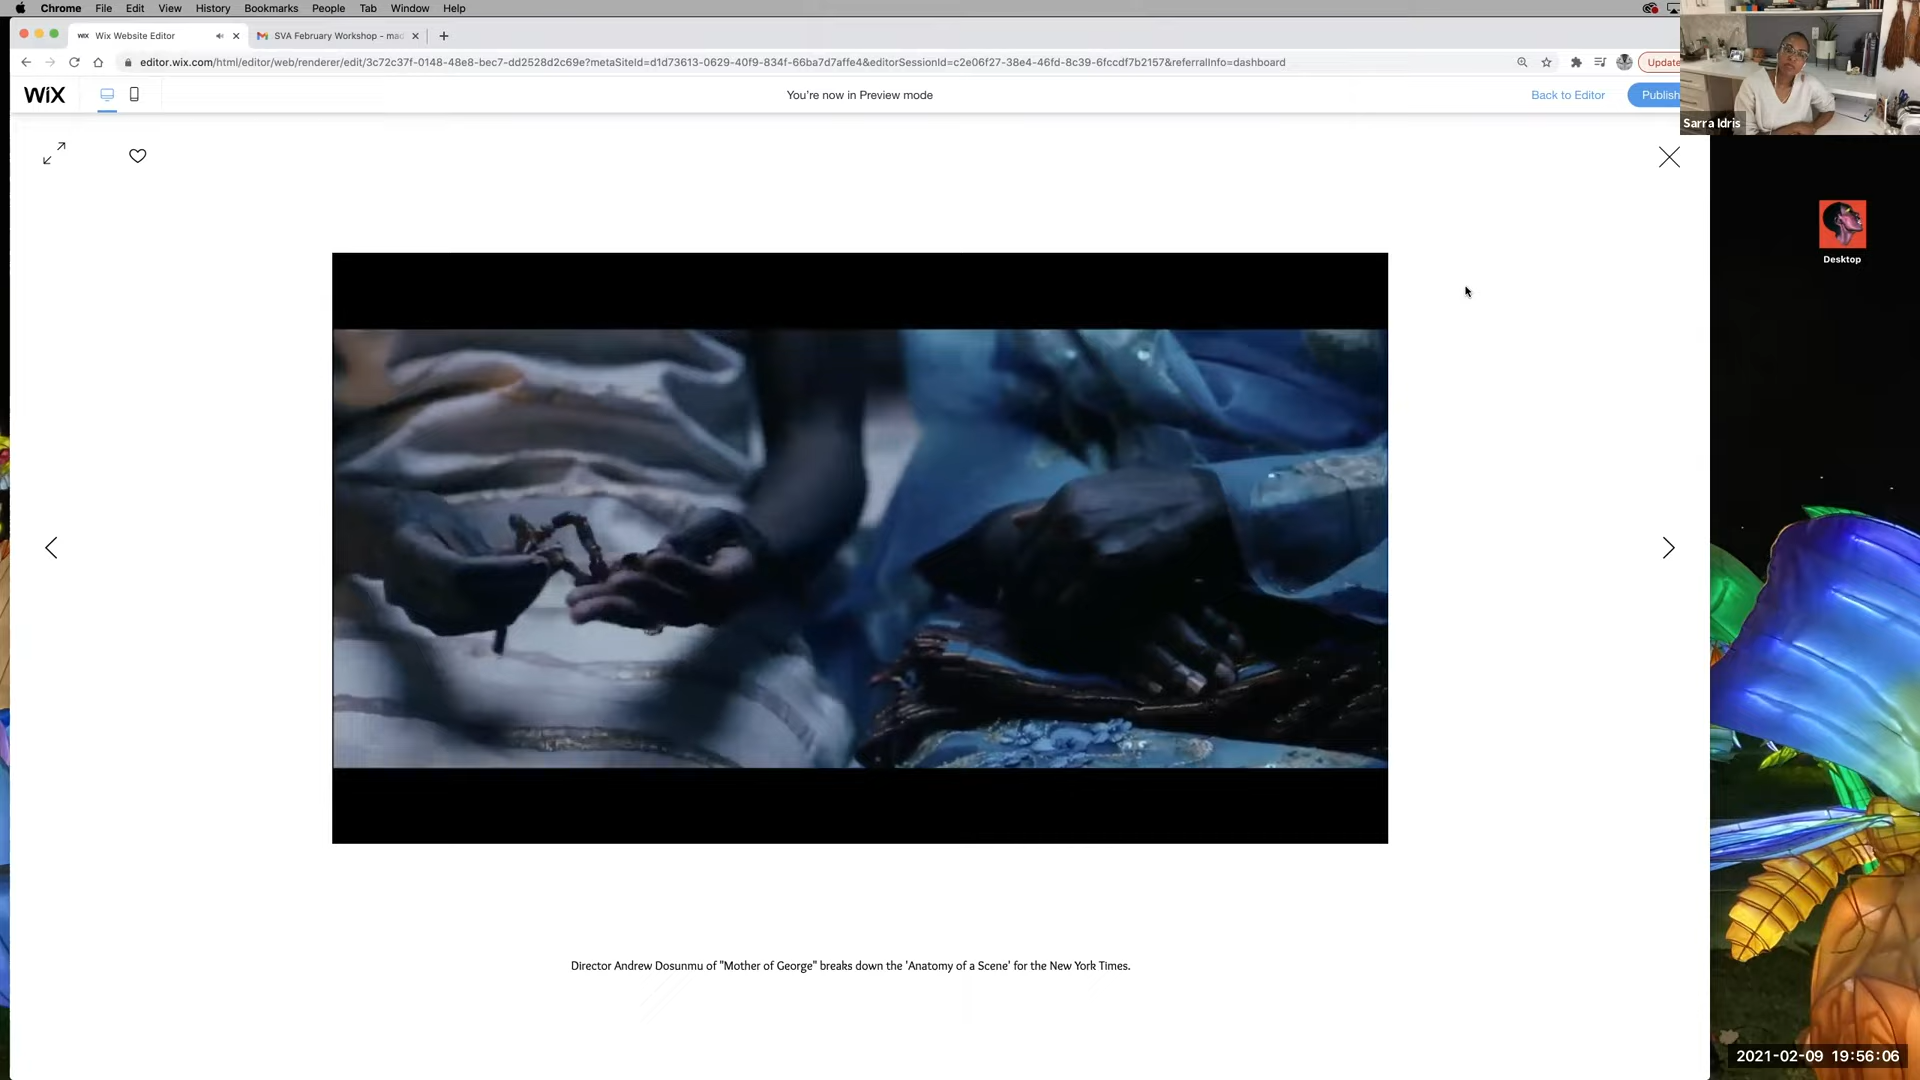 Chrome File Edit View History Bookmarks People Tab Window Help
WiX Wix Website Editor
SVA February Workshop - mad
editor.wix.com/html/editor/web/renderer/edit/3c72c37f-0148-48e8-bec7-dd2528d2c69e?metaSiteId=d1d73613-0629-40f9-834f-66ba7d7affe4&editorSessionId=c2e06f27-38e4-46fd-8c39-6fccdf7b2157&referralInfo=dashboard
Update
WiX
You're now in Preview mode
Back to Editor
Publish
Sarra Idris
Desktop
Director Andrew Dosunmu of "Mother of George" breaks down the 'Anatomy of a Scene' for the New York Times.
2021-02-09 19:56:06